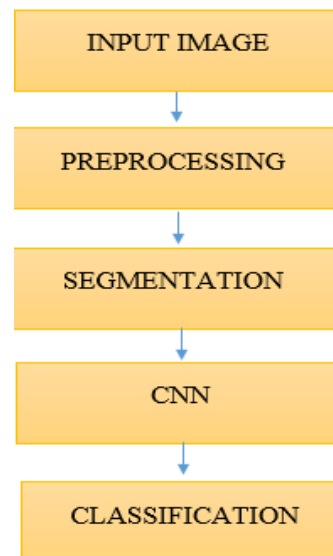 INPUT IMAGE
PREPROCESSING
SEGMENTATION
CNN
CLASSIFICATION